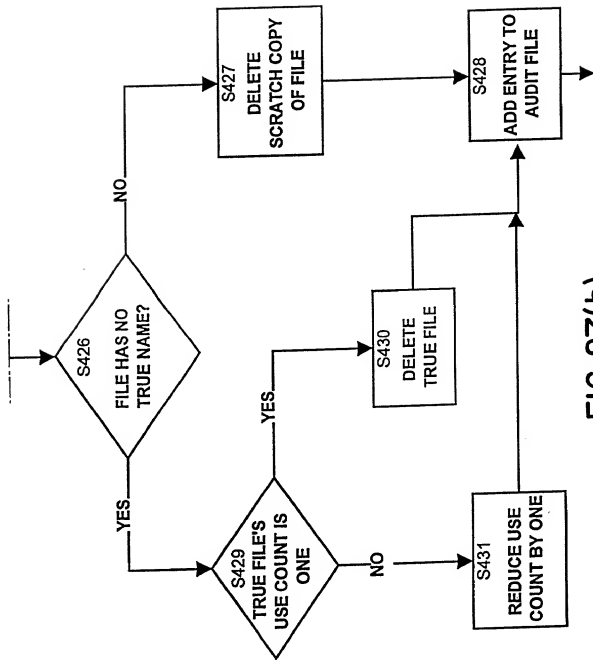 S426
FILE HAS NO
TRUE NAME?
NO
YES
S427
DELETE
SCRATCH COPY
OF FILE
S429
TRUE FILE'S
USE COUNT IS
ONE
YES
NO
S430
DELETE
TRUE FILE
S431
REDUCE USE
COUNT BY ONE
S428
ADD ENTRY TO
AUDIT FILE